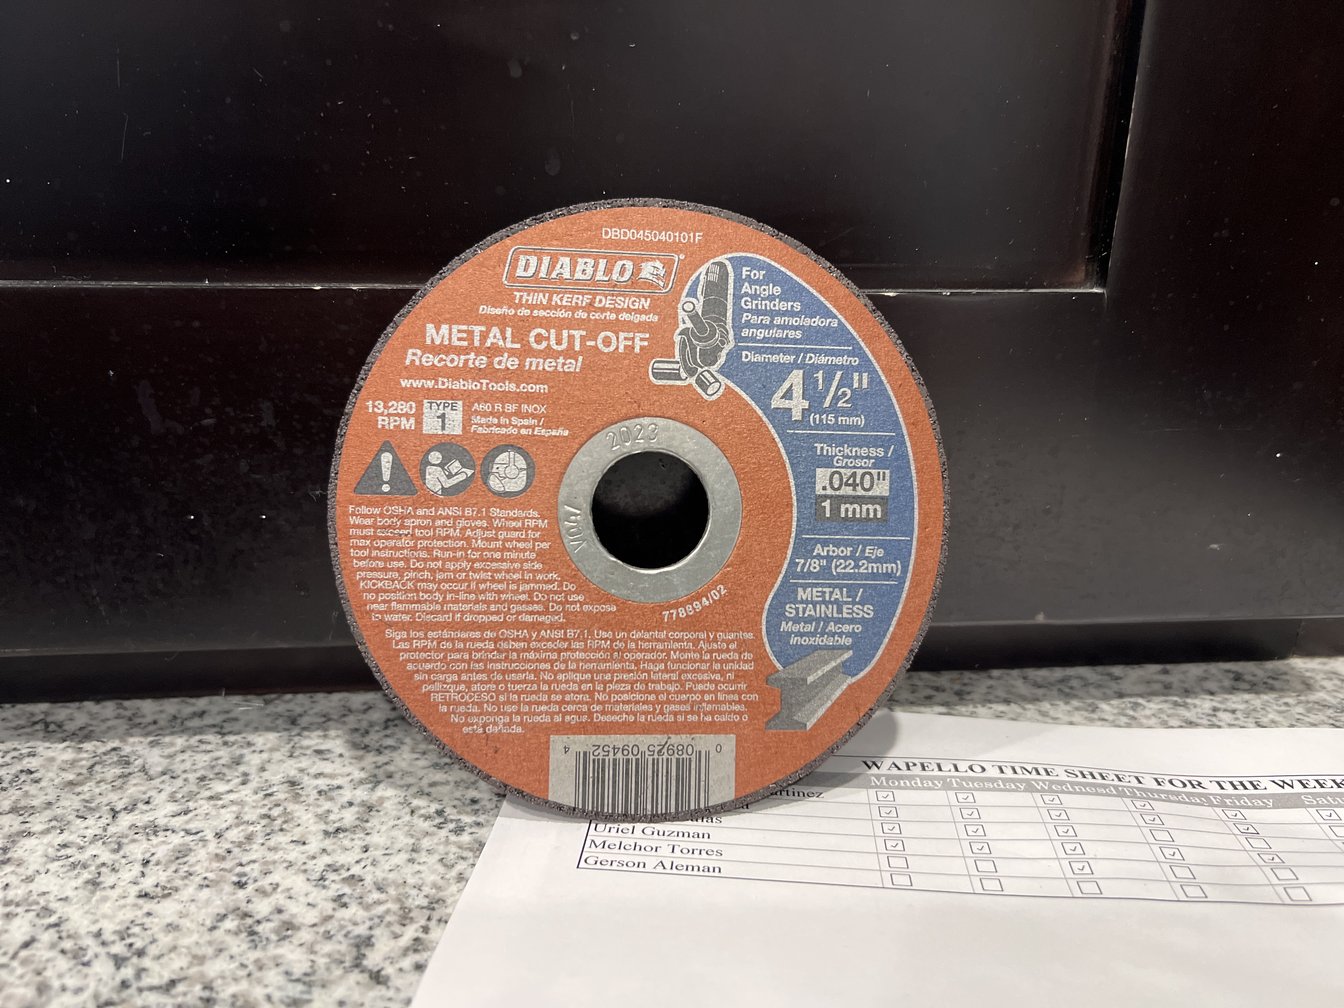 DBD045040101F
DIABLO
THIN KERF DESIGN
Diseño de sección de corte delgada
METAL CUT-OFF
Recorte de metal
www.DiabloTools.com
13,280
RPM
TYPE
1
A60 R BF INOX
Made in Spain /
Fabricado en España
Follow OSHA and ANSI B7.1 Standards.
Wear body apron and gloves. Wheel RPM
must exceed tool RPM. Adjust guard for
max operator protection. Mount wheel per
tool instructions. Run-in for one minute
before use. Do not apply excessive side
pressure, pinch, jam or twist wheel in work.
KICKBACK may occur if wheel is jammed. Do
no position body in-line with wheel. Do not use
near flammable materials and gasses. Do not expose
to water. Discard if dropped or damaged.
Siga los estándares de OSHA y ANSI B7.1. Use un delantal corporal y guantes.
Las RPM de la rueda deben exceder las RPM de la herramienta. Ajuste el
protector para brindar la máxima protección al operador. Monte la rueda de
acuerdo con las instrucciones de la herramienta. Haga funcionar la unidad
sin carga antes de usarla. No aplique una presión lateral excesiva, ni
pellizque, atore o tuerza la rueda en la pieza de trabajo. Puede ocurrir
RETROCESO si la rueda se atora. No posicione el cuerpo en línea con
la rueda. No use la rueda cerca de materiales y gases inflamables.
No exponga la rueda al agua. Deseche la rueda si se ha caído o
está dañada.
For
Angle
Grinders
Para amoladora
angulares
Diameter / Diámetro
4 1/2"
(115 mm)
Thickness /
Grosor
.040"
1 mm
Arbor / Eje
7/8" (22.2mm)
METAL /
STAINLESS
Metal / Acero
inoxidable
2023
V09/
778894/02
0 08925 09452 4
WAPELLO TIME SHEET FOR THE WEEK
Monday Tuesday Wednesd Thursday Friday Satu
artinez
Uriel Guzman
Melchor Torres
Gerson Aleman